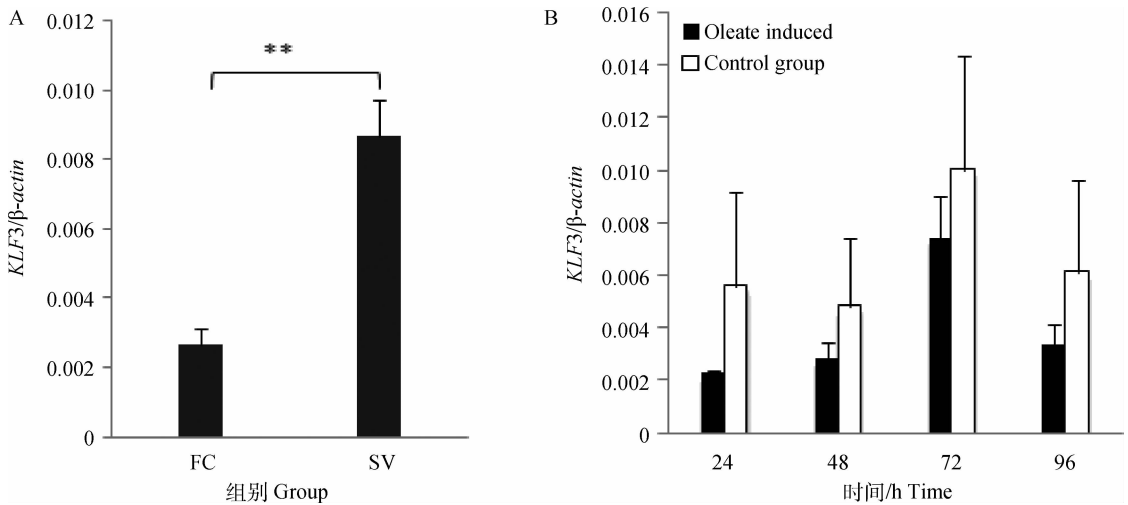 A
KLF3/β-actin
0.012
0.010
0.008
0.006
0.004
0.002
0
**
FC SV
组别 Group
B
KLF3/β-actin
0.016
0.014
0.012
0.010
0.008
0.006
0.004
0.002
0
Oleate induced
Control group
24 48 72 96
时间/h Time